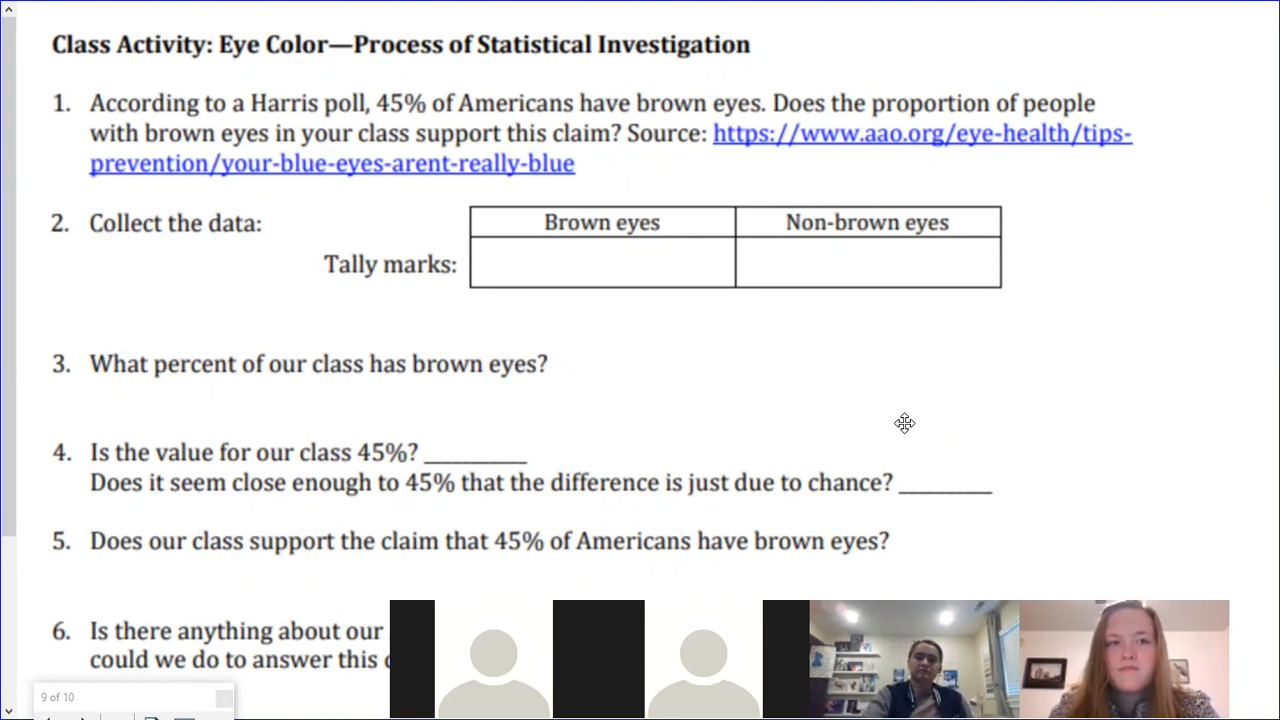 Class Activity: Eye Color—Process of Statistical Investigation
1. According to a Harris poll, 45% of Americans have brown eyes. Does the proportion of people
with brown eyes in your class support this claim? Source: https://www.aao.org/eye-health/tips-
prevention/your-blue-eyes-arent-really-blue
2. Collect the data:
Brown eyes Non-brown eyes
Tally marks:
3. What percent of our class has brown eyes?
4. Is the value for our class 45%? __________
Does it seem close enough to 45% that the difference is just due to chance? _________
5. Does our class support the claim that 45% of Americans have brown eyes?
6. Is there anything about our
could we do to answer this
9 of 10